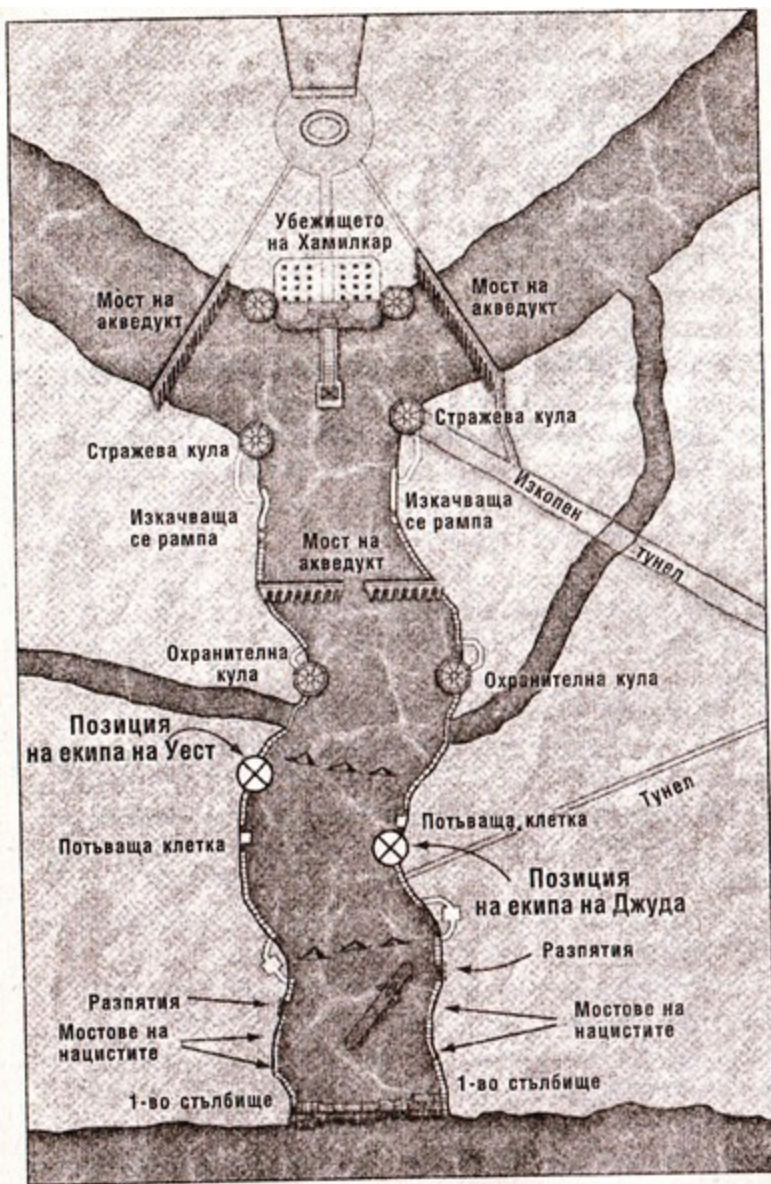 Убежището
на Хамилкар
Мост на
акведукт
Мост на
акведукт
Стражева кула
Стражева кула
Изкопен
тунел
Изкачваща
се рампа
Изкачваща
се рампа
Мост на
акведукт
Охранителна
кула
Охранителна кула
Позиция
на екипа на Уест
Тунел
Потъваща клетка
Потъваща клетка
Позиция
на екипа на Джуда
Разпятия
Разпятия
Мостове на
нацистите
Мостове на
нацистите
1-во стълбище
1-во стълбище